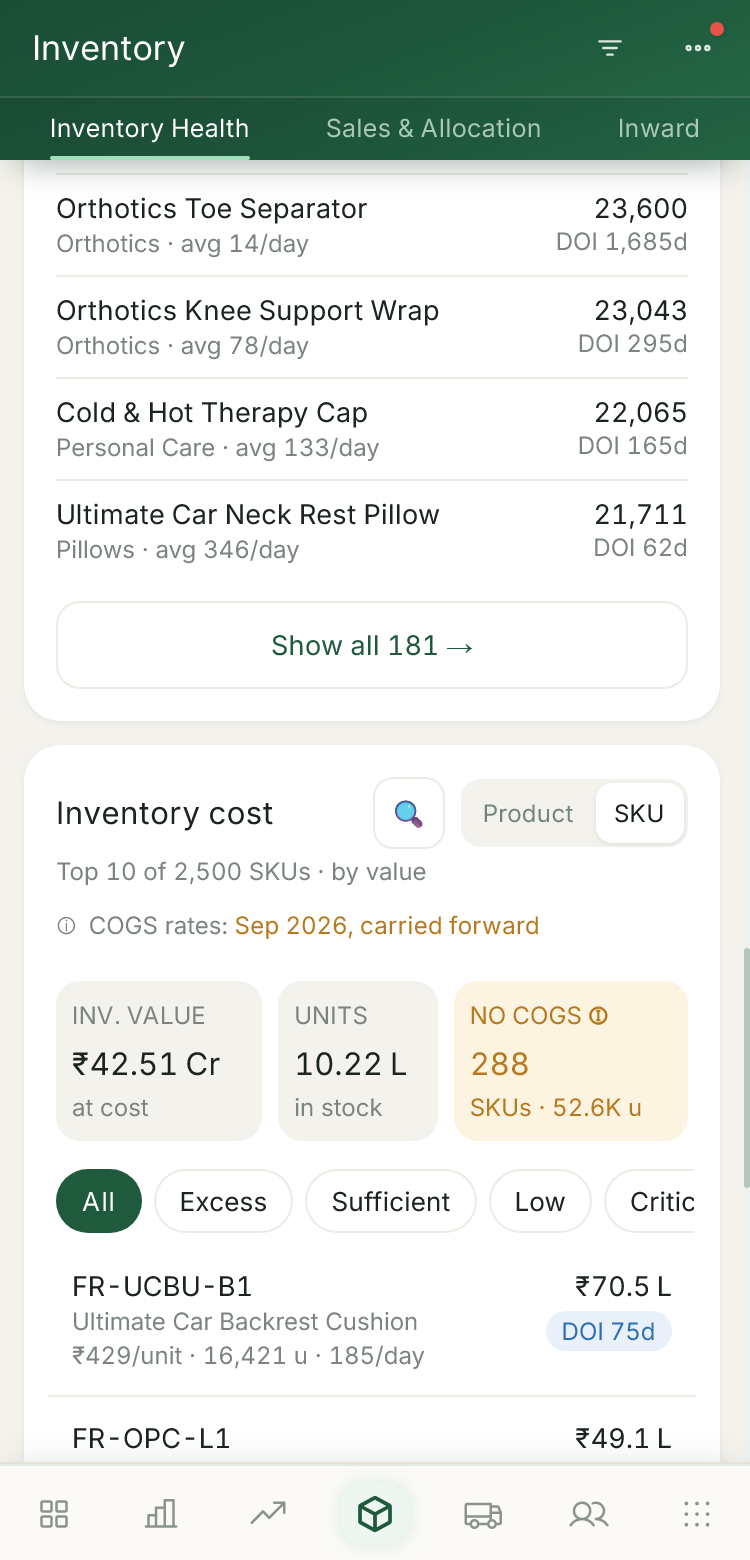 Inventory
Inventory Health
Sales & Allocation
Inward
Orthotics Toe Separator
23,600
Orthotics · avg 14/day
DOI 1,685d
Orthotics Knee Support Wrap
23,043
Orthotics · avg 78/day
DOI 295d
Cold & Hot Therapy Cap
22,065
Personal Care · avg 133/day
DOI 165d
Ultimate Car Neck Rest Pillow
21,711
Pillows · avg 346/day
DOI 62d
Show all 181 →
Inventory cost
Product
SKU
Top 10 of 2,500 SKUs · by value
ⓘ COGS rates: Sep 2026, carried forward
INV. VALUE
₹42.51 Cr
at cost
UNITS
10.22 L
in stock
NO COGS ⓘ
288
SKUs · 52.6K u
All
Excess
Sufficient
Low
Critic
FR-UCBU-B1
₹70.5 L
Ultimate Car Backrest Cushion
DOI 75d
₹429/unit · 16,421 u · 185/day
FR-OPC-L1
₹49.1 L